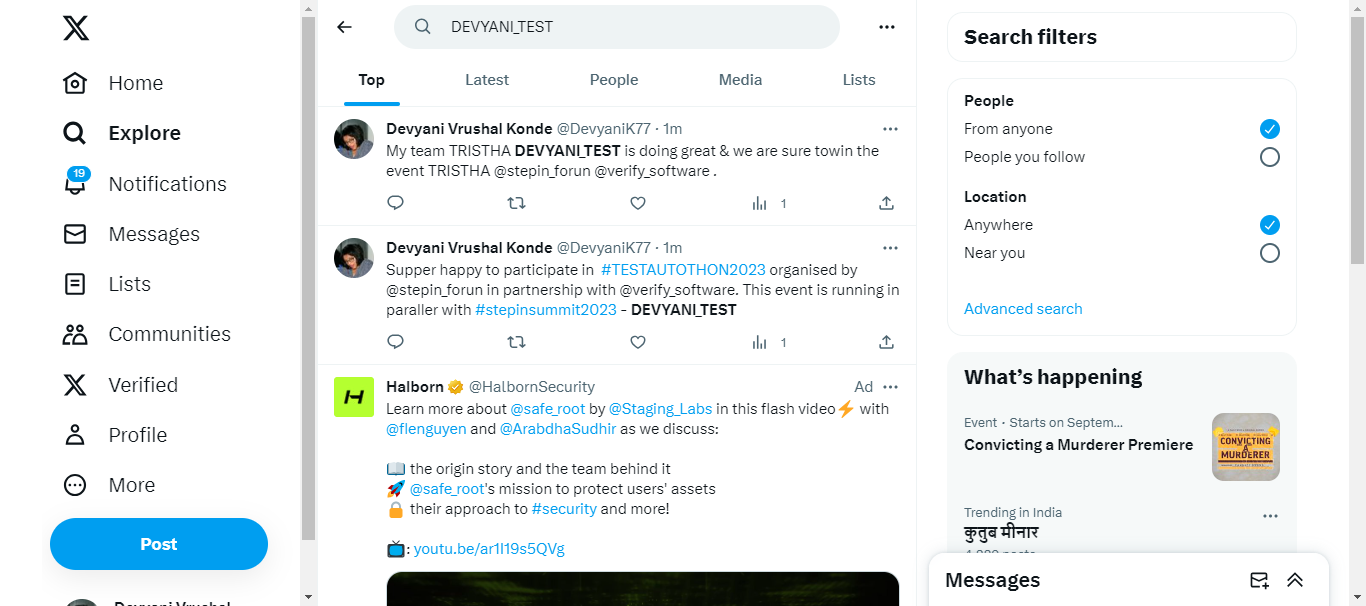 Home
Explore
19
Notifications
Messages
Lists
Communities
Verified
Profile
More
Post
DEVYANI_TEST
Top
Latest
People
Media
Lists
Devyani Vrushal Konde @DevyaniK77 · 1m
My team TRISTHA DEVYANI_TEST is doing great & we are sure towin the
event TRISTHA @stepin_forun @verify_software .
1
Devyani Vrushal Konde @DevyaniK77 · 1m
Supper happy to participate in #TESTAUTOTHON2023 organised by
@stepin_forun in partnership with @verify_software. This event is running in
paraller with #stepinsummit2023 - DEVYANI_TEST
1
Halborn @HalbornSecurity
Ad
Learn more about @safe_root by @Staging_Labs in this flash video⚡ with
@flenguyen and @ArabdhaSudhir as we discuss:
📖 the origin story and the team behind it
🚀 @safe_root's mission to protect users' assets
🔒 their approach to #security and more!
📺: youtu.be/ar1I19s5QVg
Search filters
People
From anyone
People you follow
Location
Anywhere
Near you
Advanced search
What's happening
Event · Starts on Septem...
Convicting a Murderer Premiere
CONVICTING
A
MURDERER
Trending in India
कुतुब मीनार
Messages